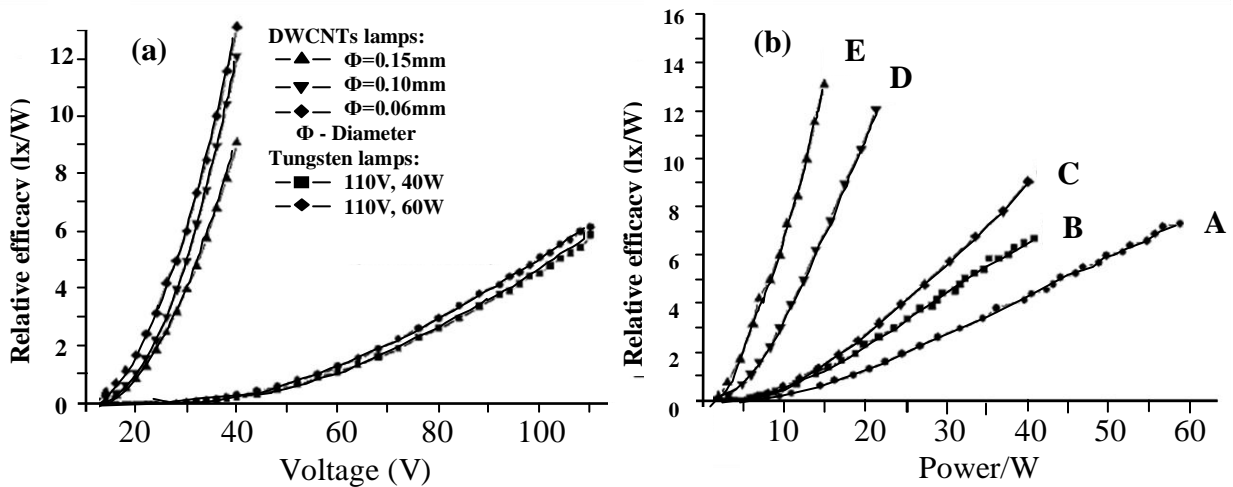 (a)
DWCNTs lamps:
Φ=0.15mm
Φ=0.10mm
Φ=0.06mm
Φ - Diameter
Tungsten lamps:
110V, 40W
110V, 60W
Relative efficacy (lx/W)
12
10
8
6
4
2
0
20
40
60
80
100
Voltage (V)
(b)
E
D
C
B
A
Relative efficacy (lx/W)
16
14
12
10
8
6
4
2
0
10
20
30
40
50
60
Power/W